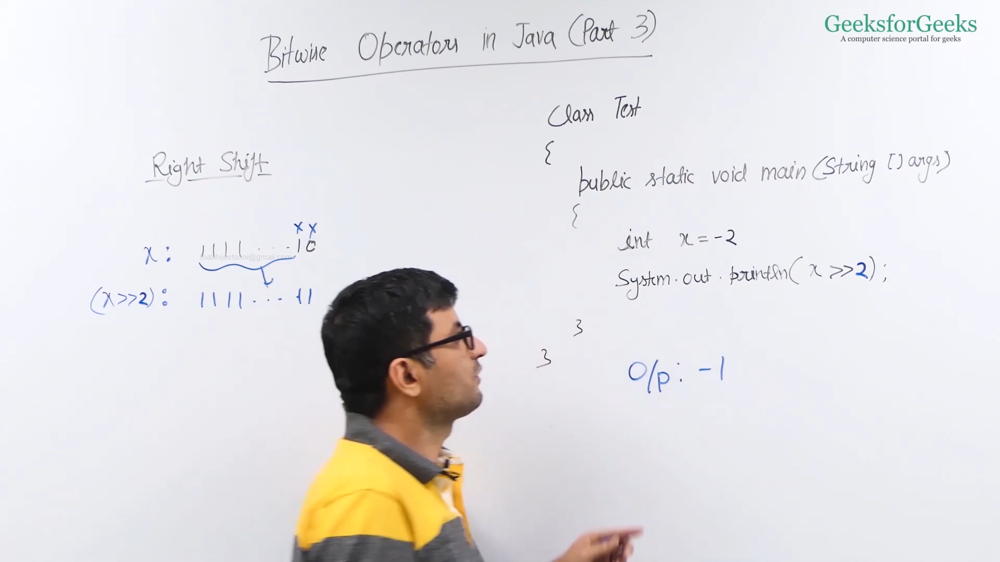 GeeksforGeeks
A computer science portal for geeks
Bitwise Operators in Java (Part 3)
Class Test
{
public static void main (String [] args)
{
int x = -2
System.out.println( x >>2);
}
}
O/p: -1
Right Shift
x x
x: 1111 . . . 10
toabhijeetsoni@gmail.com
(x>>2): 1111 . . . 11